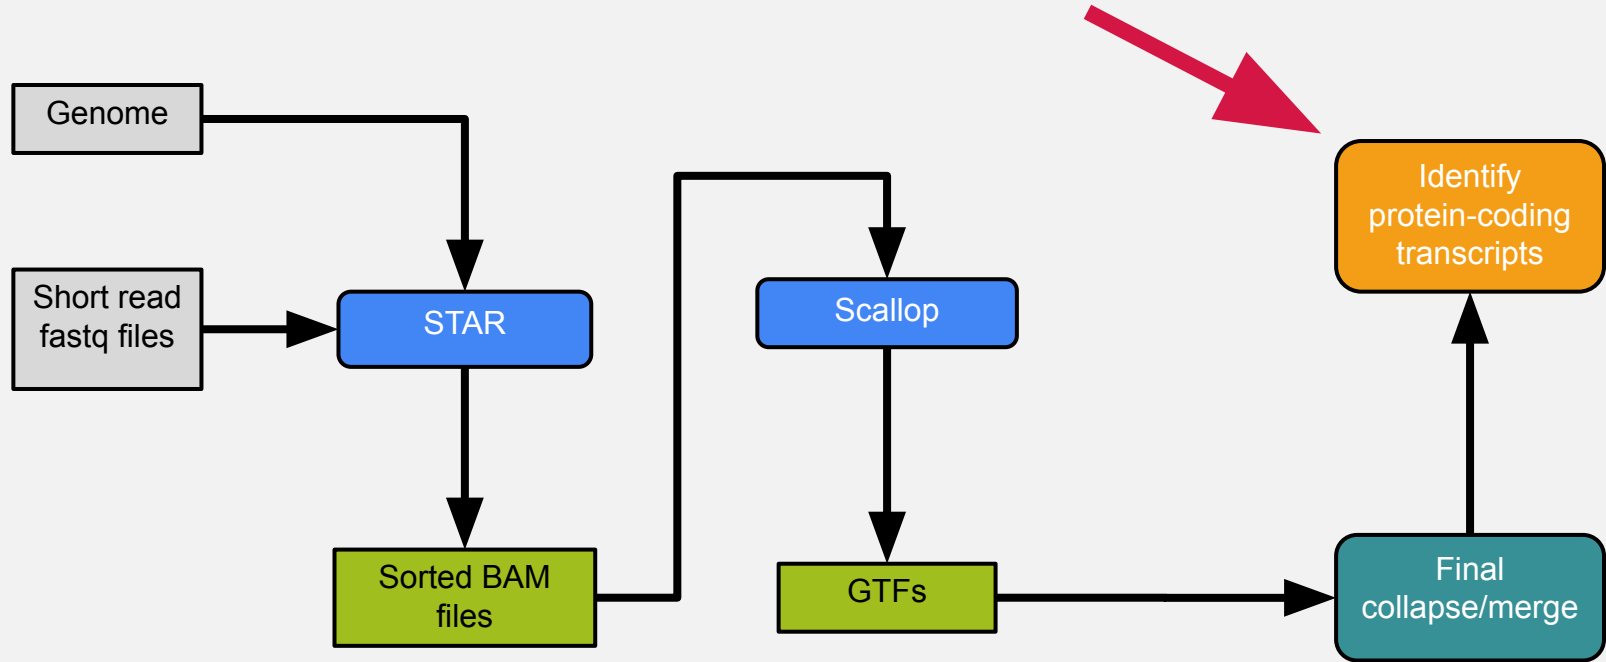 Genome
Short read
fastq files
STAR
Sorted BAM
files
Scallop
GTFs
Final
collapse/merge
Identify
protein-coding
transcripts